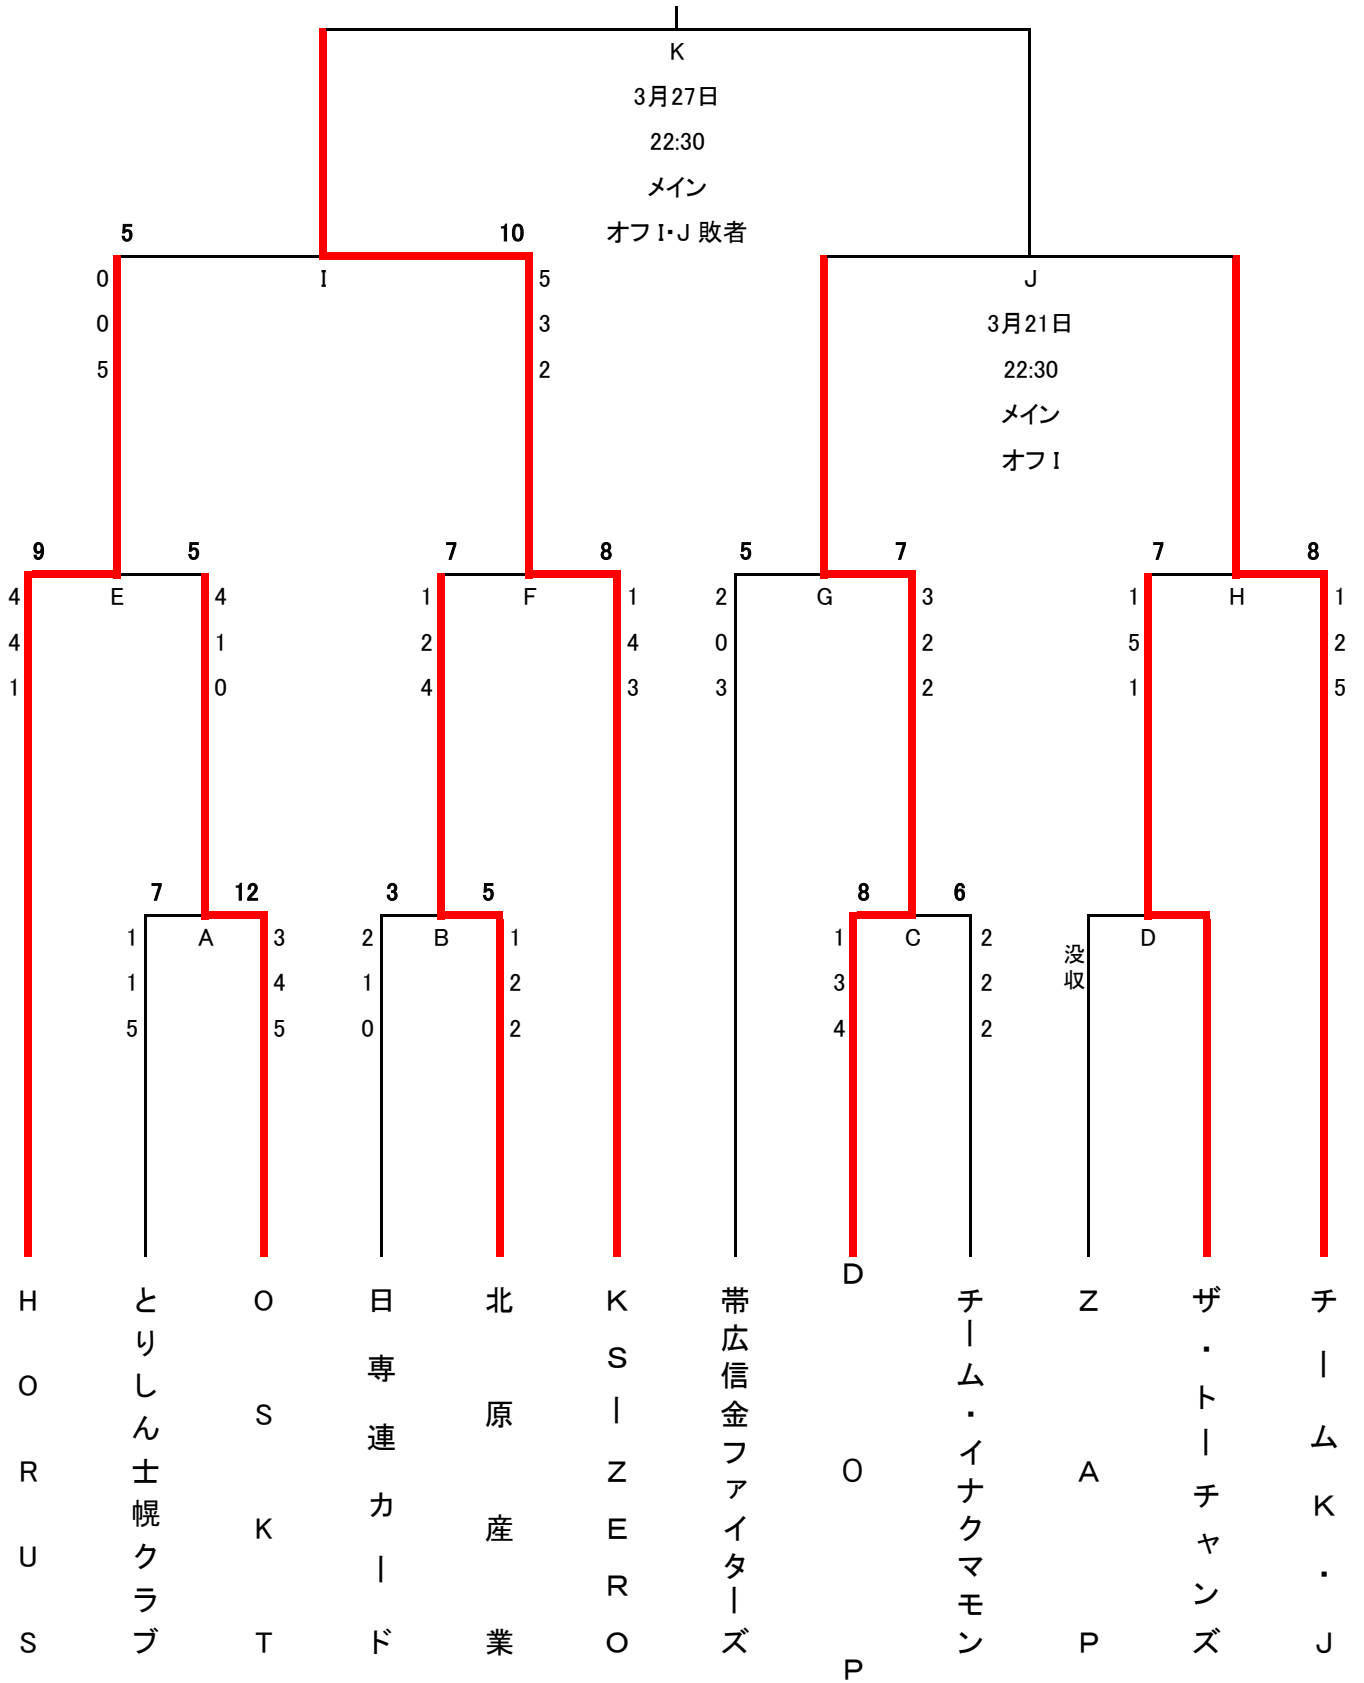 K
3月27日
22:30
メイン
オフ I・J 敗者
5 10
0 I 5 J
0 3 3月21日
5 2 22:30
メイン
オフ I
9 5 7 8 5 7 7 8
4 E 4 1 F 1 2 G 3 1 H 1
4 1 2 4 0 2 5 2
1 0 4 3 3 2 1 5
7 12 3 5 8 6
1 A 3 2 B 1 1 C 2 没収 D
1 4 1 2 3 2
5 5 0 2 4 2
HORUS
とりしん士幌クラブ
OSKT
日専連カード
北原産業
KSーZERO
帯広信金ファイターズ
DOP
チーム・イナクマモン
ZAP
ザ・トーチャンズ
チームK・J